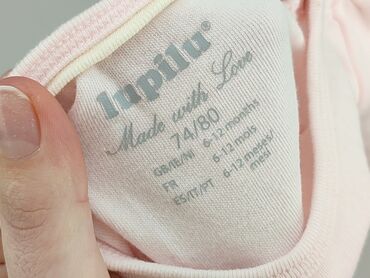 lupilu®
Made with Love
74/80
GB/IE/NI 6-12 months
FR 6-12 mois
ES/IT/PT 6-12 meses/
mesi